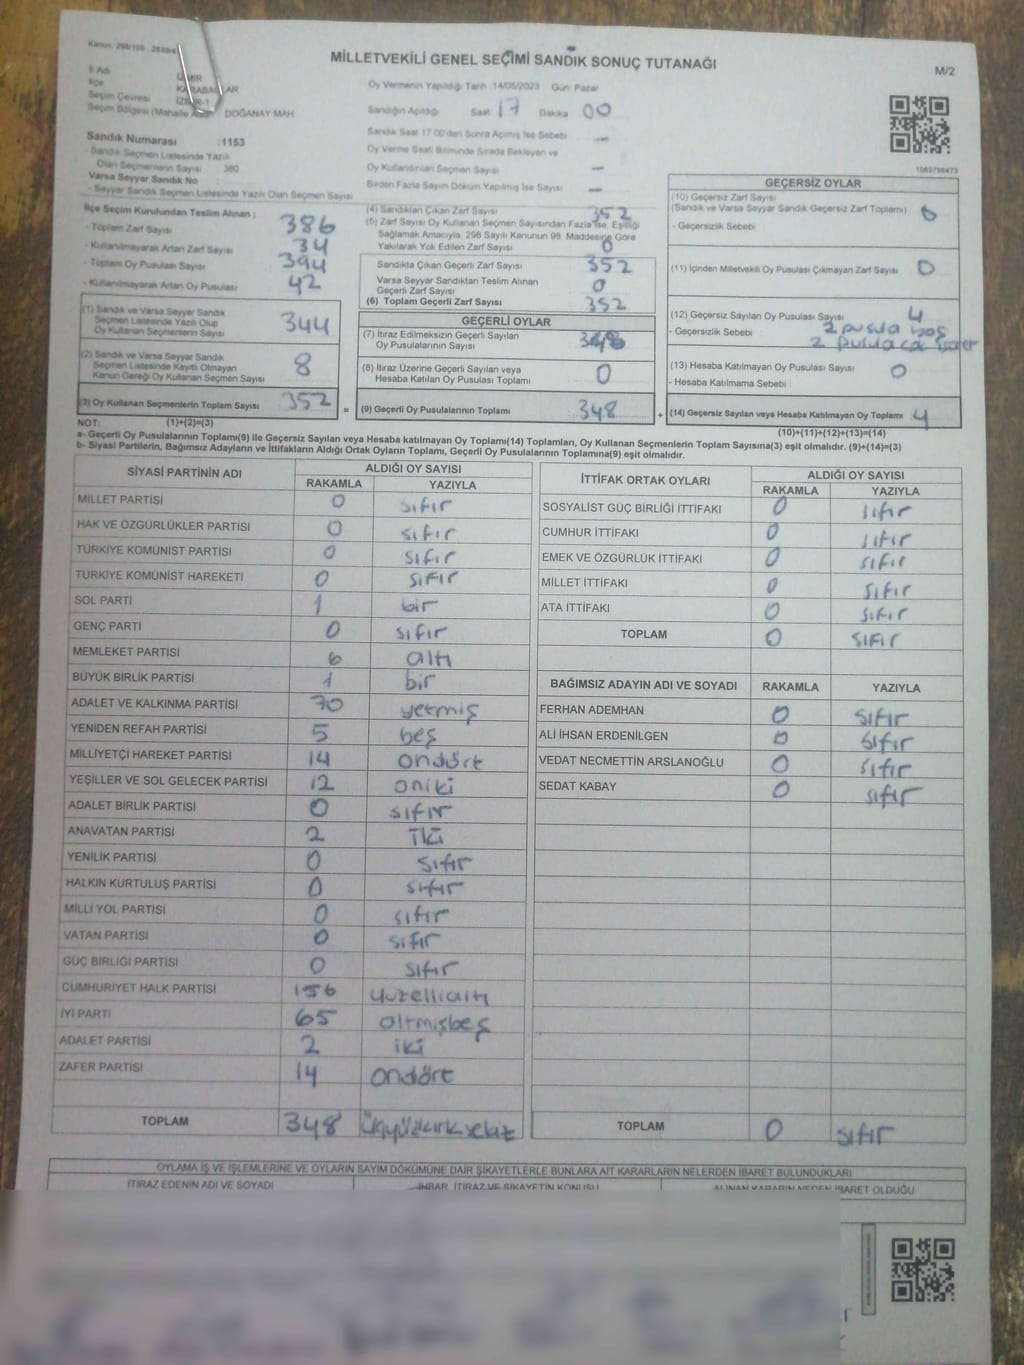 MİLLETVEKİLİ GENEL SEÇİMİ SANDIK SONUÇ TUTANAĞI
M/2
İl Adı
İlçe
Seçim Çevresi İZMİR-1
Seçim Bölgesi DOĞANAY MAH
Oy Vermenin Yapıldığı Tarih 14/05/2023 Gün Pazar
Sandığın Açıldığı Saat 17 Dakika 00
Sandık Saat 17.00'den Sonra Açılmış İse Sebebi —
Oy Verme Saati Bitiminde Sırada Bekleyen ve
Oy Kullandırılan Seçmen Sayısı —
Birden Fazla Sayım Döküm Yapılmış İse Sayısı —
Sandık Numarası :1153
- Sandık Seçmen Listesinde Yazılı
Olan Seçmenlerin Sayısı : 380
Varsa Seyyar Sandık No :
- Seyyar Sandık Seçmen Listesinde Yazılı Olan Seçmen Sayısı
İlçe Seçim Kurulundan Teslim Alınan ;
- Toplam Zarf Sayısı 386
- Kullanılmayarak Artan Zarf Sayısı 34
- Toplam Oy Pusulası Sayısı 394
- Kullanılmayarak Artan Oy Pusulası 42
(1) Sandık ve Varsa Seyyar Sandık
Seçmen Listesinde Yazılı Olup
Oy Kullanan Seçmenlerin Sayısı 344
(2) Sandık ve Varsa Seyyar Sandık
Seçmen Listesinde Kayıtlı Olmayan
Kanun Gereği Oy Kullanan Seçmen Sayısı 8
(3) Oy Kullanan Seçmenlerin Toplam Sayısı 352
NOT: (1)+(2)=(3)
(4) Sandıktan Çıkan Zarf Sayısı 352
(5) Zarf Sayısı Oy Kullanan Seçmen Sayısından Fazla İse, Eşitliği
Sağlamak Amacıyla, 298 Sayılı Kanunun 98. Maddesine Göre
Yakılarak Yok Edilen Zarf Sayısı 0
Sandıkta Çıkan Geçerli Zarf Sayısı 352
Varsa Seyyar Sandıktan Teslim Alınan
Geçerli Zarf Sayısı 0
(6) Toplam Geçerli Zarf Sayısı 352
GEÇERLİ OYLAR
(7) İtiraz Edilmeksizin Geçerli Sayılan
Oy Pusulalarının Sayısı 348
(8) İtiraz Üzerine Geçerli Sayılan veya
Hesaba Katılan Oy Pusulası Toplamı 0
= (9) Geçerli Oy Pusulalarının Toplamı 348
1083798473
GEÇERSİZ OYLAR
(10) Geçersiz Zarf Sayısı
(Sandık ve Varsa Seyyar Sandık Geçersiz Zarf Toplamı) 0
- Geçersizlik Sebebi :
(11) İçinden Milletvekili Oy Pusulası Çıkmayan Zarf Sayısı 0
(12) Geçersiz Sayılan Oy Pusulası Sayısı 4
- Geçersizlik Sebebi : 2 pusula boş
2 pusula
(13) Hesaba Katılmayan Oy Pusulası Sayısı 0
- Hesaba Katılmama Sebebi
+ (14) Geçersiz Sayılan veya Hesaba Katılmayan Oy Toplamı 4
(10)+(11)+(12)+(13)=(14)
a- Geçerli Oy Pusulalarının Toplamı(9) ile Geçersiz Sayılan veya Hesaba katılmayan Oy Toplamı(14) Toplamları, Oy Kullanan Seçmenlerin Toplam Sayısına(3) eşit olmalıdır. (9)+(14)=(3)
b- Siyasi Partilerin, Bağımsız Adayların ve İttifakların Aldığı Ortak Oyların Toplamı, Geçerli Oy Pusulalarının Toplamına(9) eşit olmalıdır.
SİYASİ PARTİNİN ADI ALDIĞI OY SAYISI
RAKAMLA YAZIYLA
MİLLET PARTİSİ 0 sıfır
HAK VE ÖZGÜRLÜKLER PARTİSİ 0 sıfır
TÜRKİYE KOMÜNİST PARTİSİ 0 sıfır
TÜRKİYE KOMÜNİST HAREKETİ 0 sıfır
SOL PARTİ 1 bir
GENÇ PARTİ 0 sıfır
MEMLEKET PARTİSİ 6 altı
BÜYÜK BİRLİK PARTİSİ 1 bir
ADALET VE KALKINMA PARTİSİ 70 yetmiş
YENİDEN REFAH PARTİSİ 5 beş
MİLLİYETÇİ HAREKET PARTİSİ 14 ondört
YEŞİLLER VE SOL GELECEK PARTİSİ 12 oniki
ADALET BİRLİK PARTİSİ 0 sıfır
ANAVATAN PARTİSİ 2 iki
YENİLİK PARTİSİ 0 sıfır
HALKIN KURTULUŞ PARTİSİ 0 sıfır
MİLLİ YOL PARTİSİ 0 sıfır
VATAN PARTİSİ 0 sıfır
GÜÇ BİRLİĞİ PARTİSİ 0 sıfır
CUMHURİYET HALK PARTİSİ 156 yüzellialtı
İYİ PARTİ 65 altmışbeş
ADALET PARTİSİ 2 iki
ZAFER PARTİSİ 14 ondört
TOPLAM 348 üçyüzkırksekiz
İTTİFAK ORTAK OYLARI ALDIĞI OY SAYISI
RAKAMLA YAZIYLA
SOSYALİST GÜÇ BİRLİĞİ İTTİFAKI 0 sıfır
CUMHUR İTTİFAKI 0 sıfır
EMEK VE ÖZGÜRLÜK İTTİFAKI 0 sıfır
MİLLET İTTİFAKI 0 sıfır
ATA İTTİFAKI 0 sıfır
TOPLAM 0 sıfır
BAĞIMSIZ ADAYIN ADI VE SOYADI RAKAMLA YAZIYLA
FERHAN ADEMHAN 0 sıfır
ALİ İHSAN ERDENİLGEN 0 sıfır
VEDAT NECMETTİN ARSLANOĞLU 0 sıfır
SEDAT KABAY 0 sıfır
TOPLAM 0 sıfır
OYLAMA İŞ VE İŞLEMLERİNE VE OYLARIN SAYIM DÖKÜMÜNE DAİR ŞİKAYETLERLE BUNLARA AİT KARARLARIN NELERDEN İBARET BULUNDUKLARI
İTİRAZ EDENİN ADI VE SOYADI İHBAR, İTİRAZ VE ŞİKAYETİN KONUSU ALINAN KARARIN NEDEN İBARET OLDUĞU